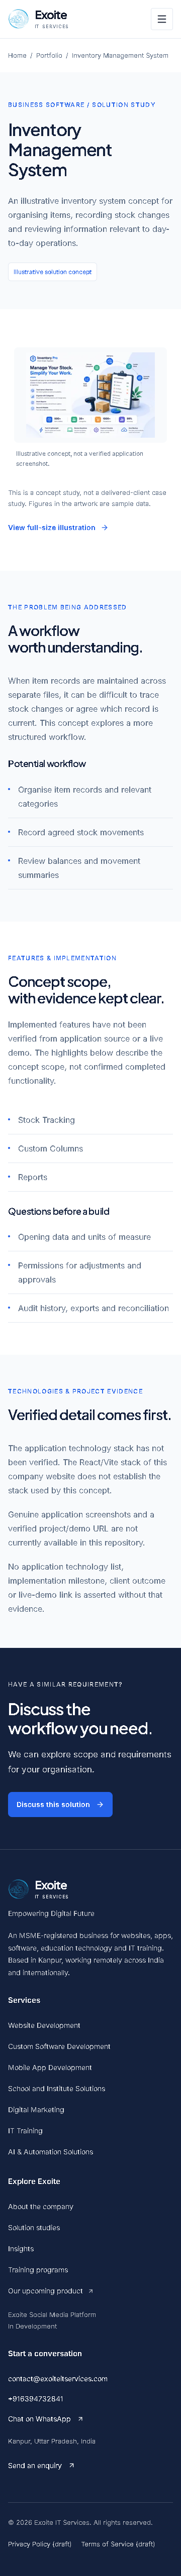 Exoite
IT SERVICES
Home / Portfolio / Inventory Management System
BUSINESS SOFTWARE / SOLUTION STUDY
Inventory
Management
System
An illustrative inventory system concept for
organising items, recording stock changes
and reviewing information relevant to day-
to-day operations.
Illustrative solution concept
Inventory Pro
Manage Your Stock
Simplify Your Business
Illustrative concept, not a verified application
screenshot.
This is a concept study, not a delivered-client case
study. Figures in the artwork are sample data.
View full-size illustration →
THE PROBLEM BEING ADDRESSED
A workflow
worth understanding.
When item records are maintained across
separate files, it can be difficult to trace
stock changes or agree which record is
current. This concept explores a more
structured workflow.
Potential workflow
• Organise item records and relevant
categories
• Record agreed stock movements
• Review balances and movement
summaries
FEATURES & IMPLEMENTATION
Concept scope,
with evidence kept clear.
Implemented features have not been
verified from application source or a live
demo. The highlights below describe the
concept scope, not confirmed completed
functionality.
• Stock Tracking
• Custom Columns
• Reports
Questions before a build
• Opening data and units of measure
• Permissions for adjustments and
approvals
• Audit history, exports and reconciliation
TECHNOLOGIES & PROJECT EVIDENCE
Verified detail comes first.
The application technology stack has not
been verified. The React/Vite stack of this
company website does not establish the
stack used by this concept.
Genuine application screenshots and a
verified project/demo URL are not
currently available in this repository.
No application technology list,
implementation milestone, client outcome
or live-demo link is asserted without that
evidence.
HAVE A SIMILAR REQUIREMENT?
Discuss the
workflow you need.
We can explore scope and requirements
for your organisation.
Discuss this solution →
Exoite
IT SERVICES
Empowering Digital Future
An MSME-registered business for websites, apps,
software, education technology and IT training.
Based in Kanpur, working remotely across India
and internationally.
Services
Website Development
Custom Software Development
Mobile App Development
School and Institute Solutions
Digital Marketing
IT Training
AI & Automation Solutions
Explore Exoite
About the company
Solution studies
Insights
Training programs
Our upcoming product ↗
Exoite Social Media Platform
In Development
Start a conversation
contact@exoiteitservices.com
+916394732841
Chat on WhatsApp ↗
Kanpur, Uttar Pradesh, India
Send an enquiry ↗
© 2026 Exoite IT Services. All rights reserved.
Privacy Policy (draft) Terms of Service (draft)